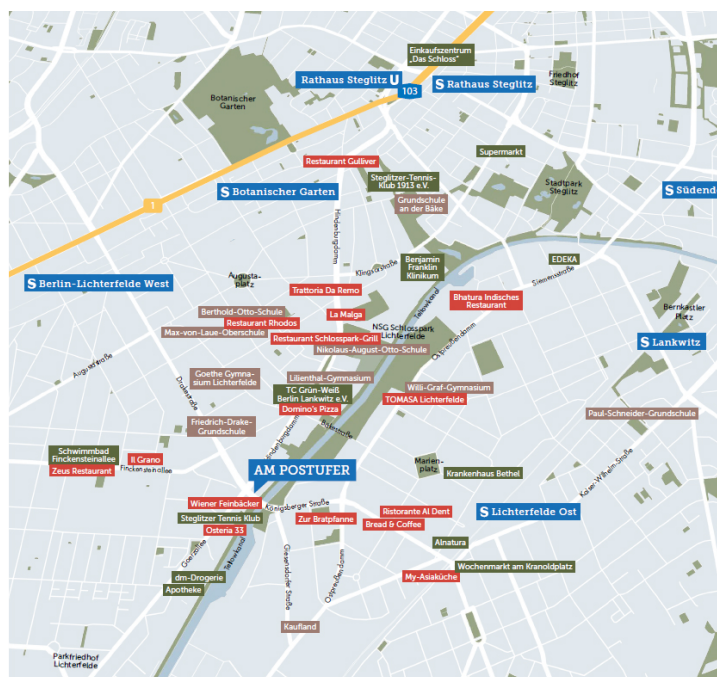 Einkaufszentrum
„Das Schloss"
Rathaus Steglitz U
S Rathaus Steglitz
Friedhof
Steglitz
103
Botanischer
Garten
Supermarkt
Restaurant Gulliver
Steglitzer-Tennis-
Klub 1913 e.V.
Stadtpark
Steglitz
S Botanischer Garten
S Südend
Grundschule
an der Bäke
1
Hindenburgdamm
Benjamin
Franklin
Klinikum
EDEKA
Klingsorstraße
Siemensstraße
S Berlin-Lichterfelde West
Augusta-
platz
Trattoria Da Remo
Teltowkanal
Bhatura Indisches
Restaurant
Bernkastler
Platz
Berthold-Otto-Schule
La Malga
Restaurant Rhodos
Max-von-Laue-Oberschule
NSG Schlosspark
Lichterfelde
Restaurant Schlosspark-Grill
Ostpreußendamm
S Lankwitz
Nikolaus-August-Otto-Schule
Augustastraße
Goethe Gymna-
sium Lichterfelde
Drakestraße
Lilienthal-Gymnasium
TC Grün-Weiß
Berlin Lankwitz e.V.
Domino's Pizza
Willi-Graf-Gymnasium
TOMASA Lichterfelde
Paul-Schneider-Grundschule
Friedrich-Drake-
Grundschule
Hindenburgdamm
Bäkestraße
Schwimmbad
Finckensteinallee
Zeus Restaurant
Il Grano
Finckensteinallee
AM POSTUFER
Marien-
platz
Krankenhaus Bethel
Kaiser-Wilhelm-Straße
Wiener Feinbäcker
Königsberger Straße
Steglitzer Tennis Klub
Osteria 33
Zur Bratpfanne
Ristorante Al Dent
Bread & Coffee
S Lichterfelde Ost
Alnatura
Goerzallee
Teltowkanal
Giesensdorfer Straße
Ostpreußendamm
Wochenmarkt am Kranoldplatz
dm-Drogerie
Apotheke
My-Asiaküche
Kaufland
Parkfriedhof
Lichterfelde